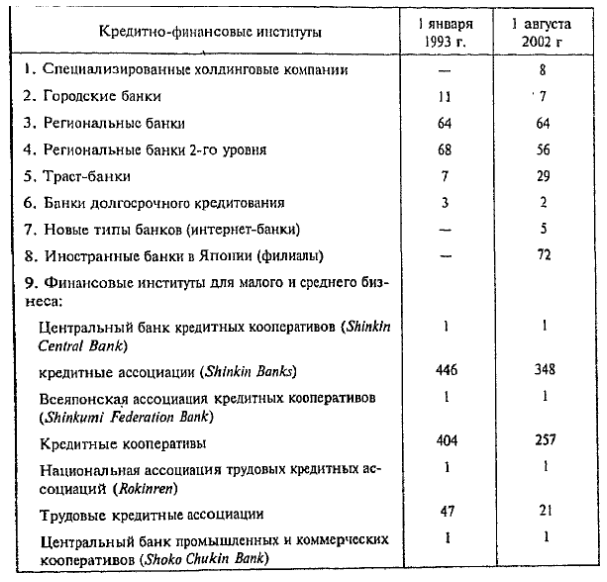 Кредитно-финансовые институты 1 января 1993 г. 1 августа 2002 г
1. Специализированные холдинговые компании — 8
2. Городские банки 11 7
3. Региональные банки 64 64
4. Региональные банки 2-го уровня 68 56
5. Траст-банки 7 29
6. Банки долгосрочного кредитования 3 2
7. Новые типы банков (интернет-банки) — 5
8. Иностранные банки в Японии (филиалы) — 72
9. Финансовые институты для малого и среднего биз-
неса:
Центральный банк кредитных кооперативов (Shinkin 1 1
Central Bank)
кредитные ассоциации (Shinkin Banks) 446 348
Всеяпонская ассоциация кредитных кооперативов 1 1
(Shinkumi Federation Bank)
Кредитные кооперативы 404 257
Национальная ассоциация трудовых кредитных ас- 1 1
социаций (Rokinren)
Трудовые кредитные ассоциации 47 21
Центральный банк промышленных и коммерческих 1 1
кооперативов (Shoko Chukin Bank)